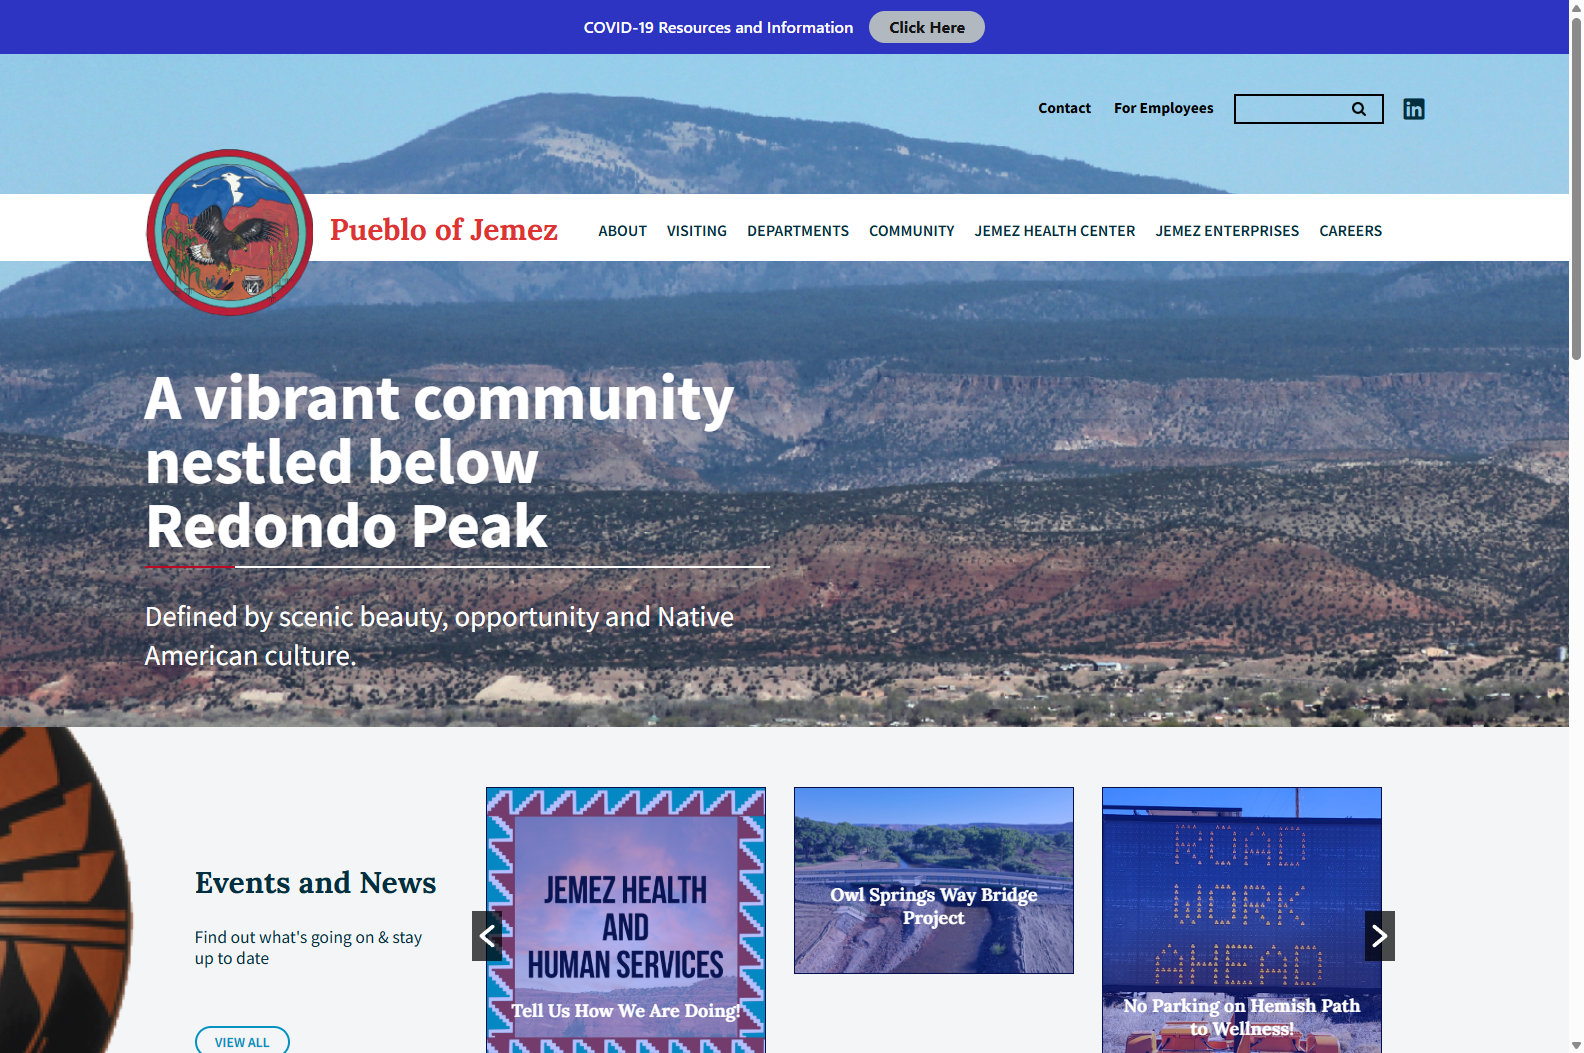 COVID-19 Resources and Information
Click Here
Contact
For Employees
Pueblo of Jemez
ABOUT
VISITING
DEPARTMENTS
COMMUNITY
JEMEZ HEALTH CENTER
JEMEZ ENTERPRISES
CAREERS
A vibrant community
nestled below
Redondo Peak
Defined by scenic beauty, opportunity and Native
American culture.
Events and News
Find out what's going on & stay
up to date
VIEW ALL
JEMEZ HEALTH
AND
HUMAN SERVICES
Tell Us How We Are Doing!
Owl Springs Way Bridge
Project
ROAD
WORK
AHEAD
No Parking on Hemish Path
to Wellness!